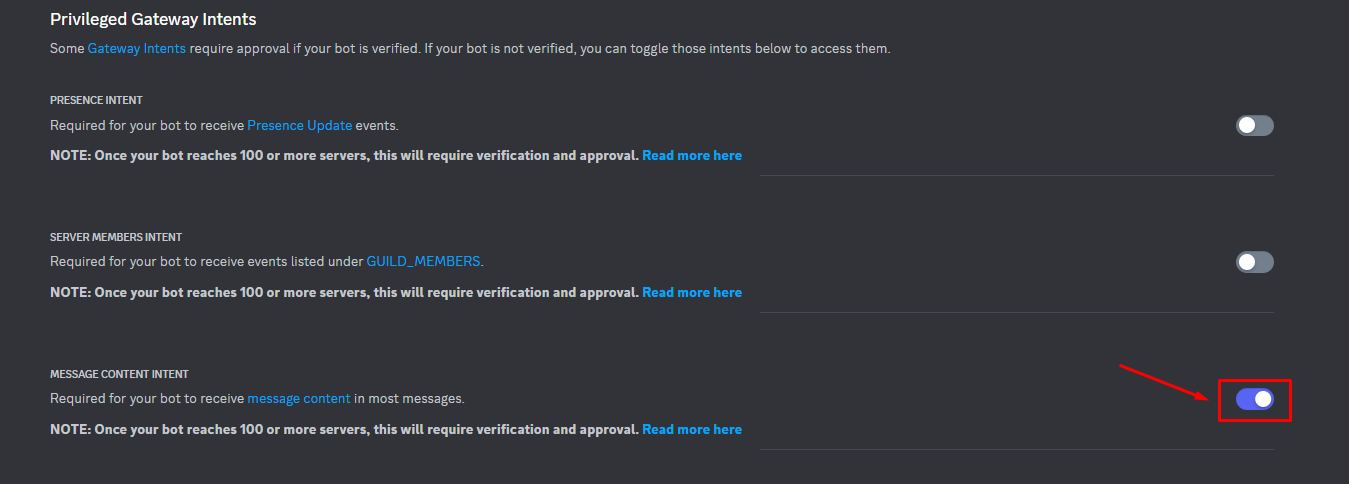 Privileged Gateway Intents
Some Gateway Intents require approval if your bot is verified. If your bot is not verified, you can toggle those intents below to access them.
PRESENCE INTENT
Required for your bot to receive Presence Update events.
NOTE: Once your bot reaches 100 or more servers, this will require verification and approval. Read more here
SERVER MEMBERS INTENT
Required for your bot to receive events listed under GUILD_MEMBERS.
NOTE: Once your bot reaches 100 or more servers, this will require verification and approval. Read more here
MESSAGE CONTENT INTENT
Required for your bot to receive message content in most messages.
NOTE: Once your bot reaches 100 or more servers, this will require verification and approval. Read more here